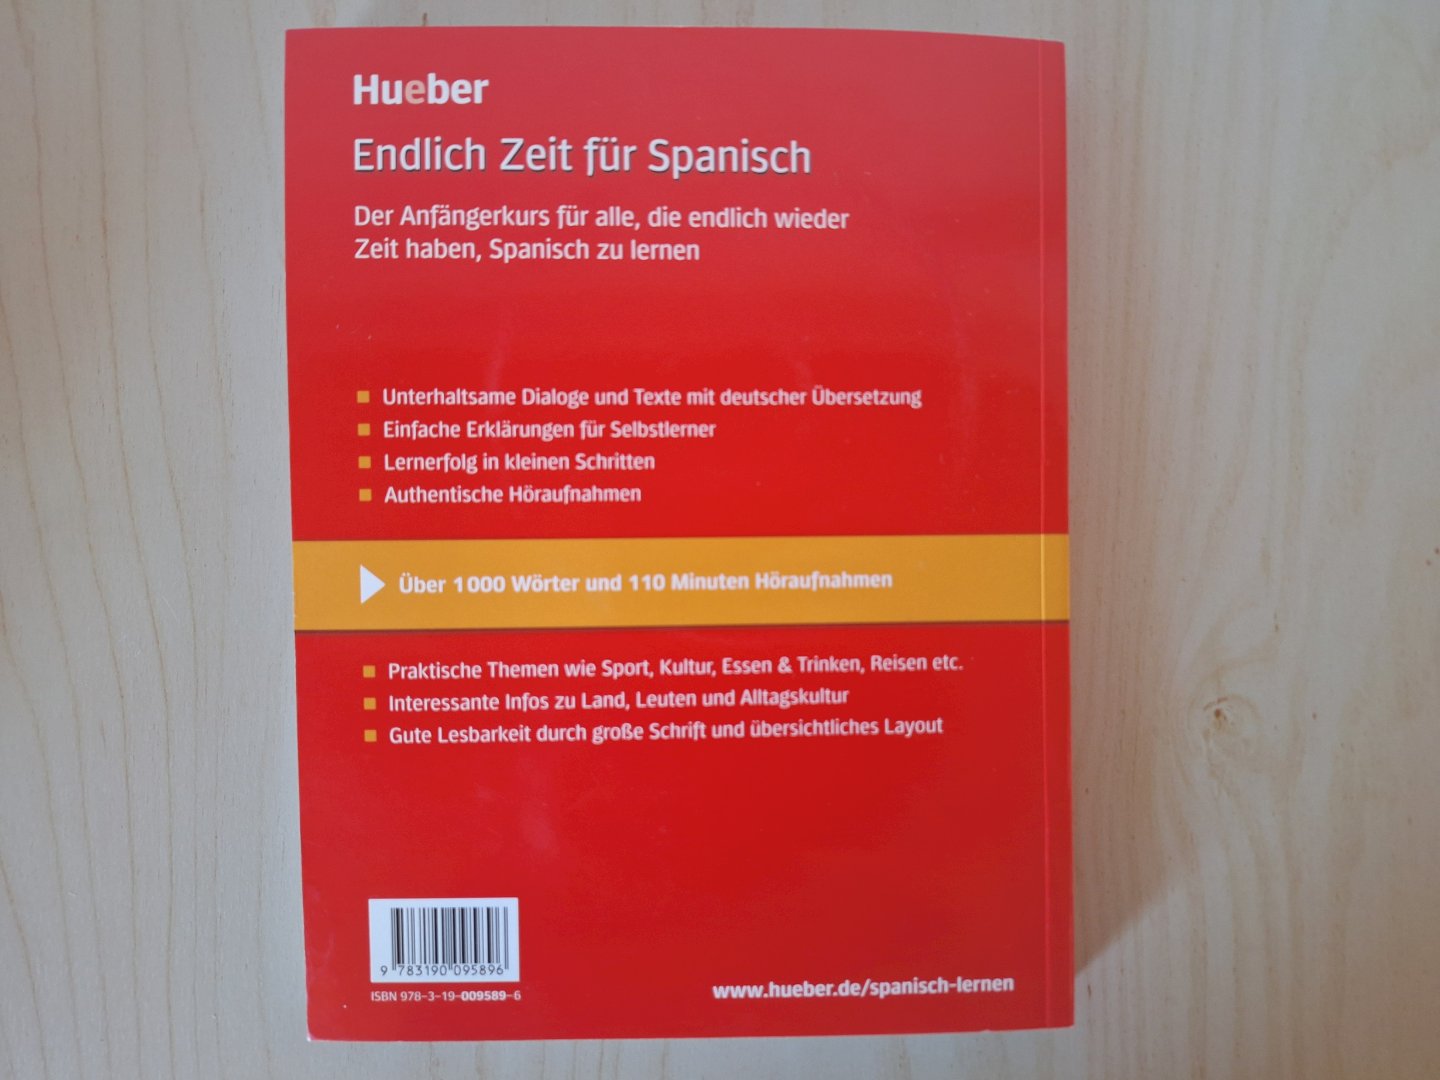 Hueber
Endlich Zeit für Spanisch
Der Anfängerkurs für alle, die endlich wieder
Zeit haben, Spanisch zu lernen
Unterhaltsame Dialoge und Texte mit deutscher Übersetzung
Einfache Erklärungen für Selbstlerner
Lernerfolg in kleinen Schritten
Authentische Höraufnahmen
Über 1000 Wörter und 110 Minuten Höraufnahmen
Praktische Themen wie Sport, Kultur, Essen & Trinken, Reisen etc.
Interessante Infos zu Land, Leuten und Alltagskultur
Gute Lesbarkeit durch große Schrift und übersichtliches Layout
9 783190 095896
ISBN 978-3-19-009589-6
www.hueber.de/spanisch-lernen